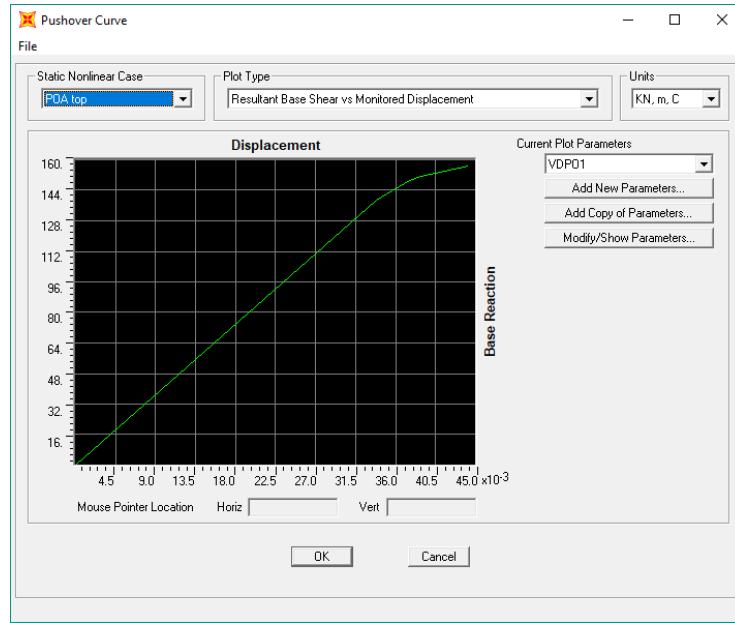 Pushover Curve
File
Static Nonlinear Case
POA top
Plot Type
Resultant Base Shear vs Monitored Displacement
Units
KN, m, C
Displacement
160.
144.
128.
112.
96.
80.
64.
48.
32.
16.
4.5 9.0 13.5 18.0 22.5 27.0 31.5 36.0 40.5 45.0 x10-3
Base Reaction
Current Plot Parameters
VDPO1
Add New Parameters...
Add Copy of Parameters...
Modify/Show Parameters...
Mouse Pointer Location Horiz Vert
OK Cancel